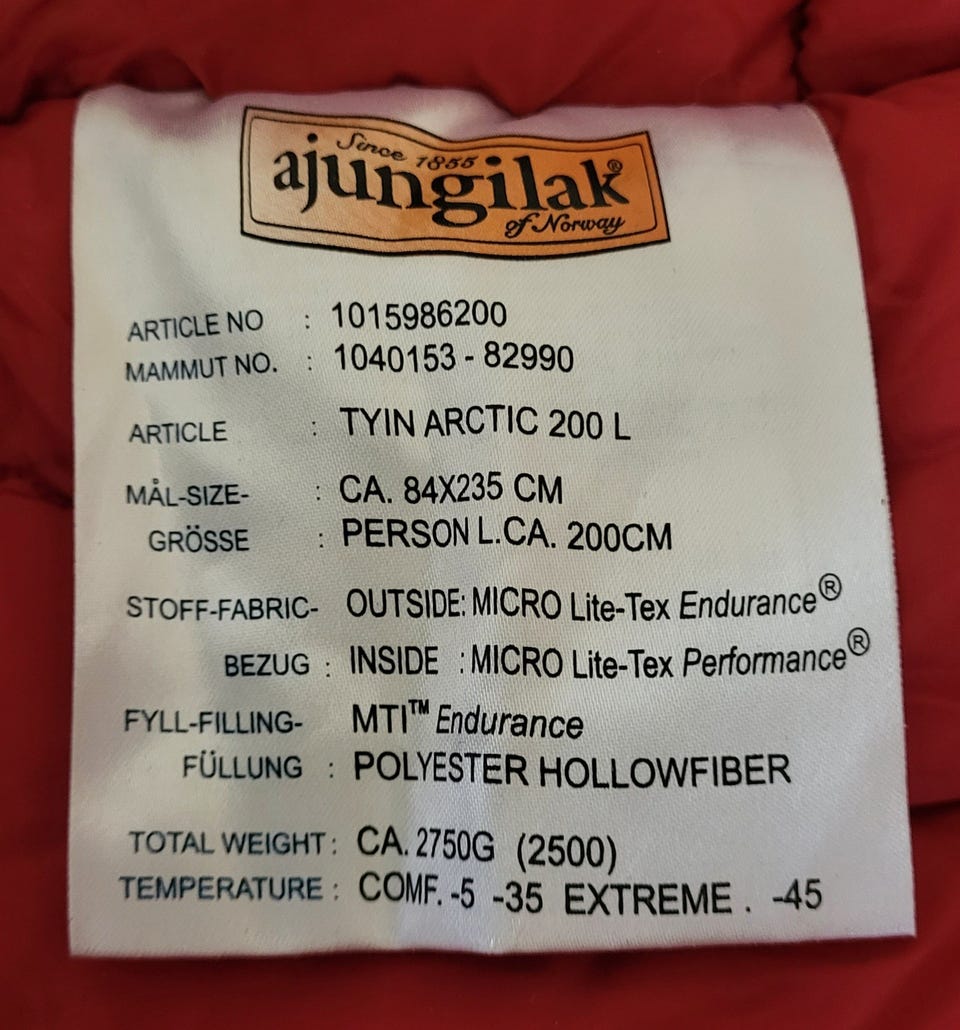 Since 1855
ajungilak®
of Norway
ARTICLE NO : 1015986200
MAMMUT NO. : 1040153 - 82990
ARTICLE : TYIN ARCTIC 200 L
MÅL-SIZE- : CA. 84X235 CM
GRÖSSE : PERSON L.CA. 200CM
STOFF-FABRIC- OUTSIDE: MICRO Lite-Tex Endurance®
BEZUG : INSIDE : MICRO Lite-Tex Performance®
FYLL-FILLING- MTI™ Endurance
FÜLLUNG : POLYESTER HOLLOWFIBER
TOTAL WEIGHT : CA. 2750G (2500)
TEMPERATURE : COMF. -5 -35 EXTREME . -45